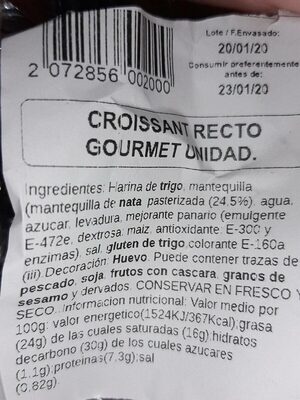 Lote / F.Envasado:
20/01/20
Consumir preferentemente
antes de:
23/01/20
2 072856 002000
CROISSANT RECTO
GOURMET UNIDAD.
Ingredientes: Harina de trigo, mantequilla
(mantequilla de nata pasterizada (24.5%), agua,
azucar, levadura, mejorante panario (emulgente
E-472e, dextrosa, maiz, antioxidante: E-300 y
enzimas), sal, gluten de trigo,colorante E-160a
(iii).Decoración: Huevo. Puede contener trazas de
pescado, soja, frutos con cascara, granos de
sesamo y dervados. CONSERVAR EN FRESCO Y
SECO..Informacion nutricional: Valor medio por
100g: valor energetico(1524KJ/367Kcal);grasa
(24g) de las cuales saturadas (16g);hidratos
decarbono (30g) de los cuales azucares
(1.1g);proteinas(7.3g);sal
(0.82g).